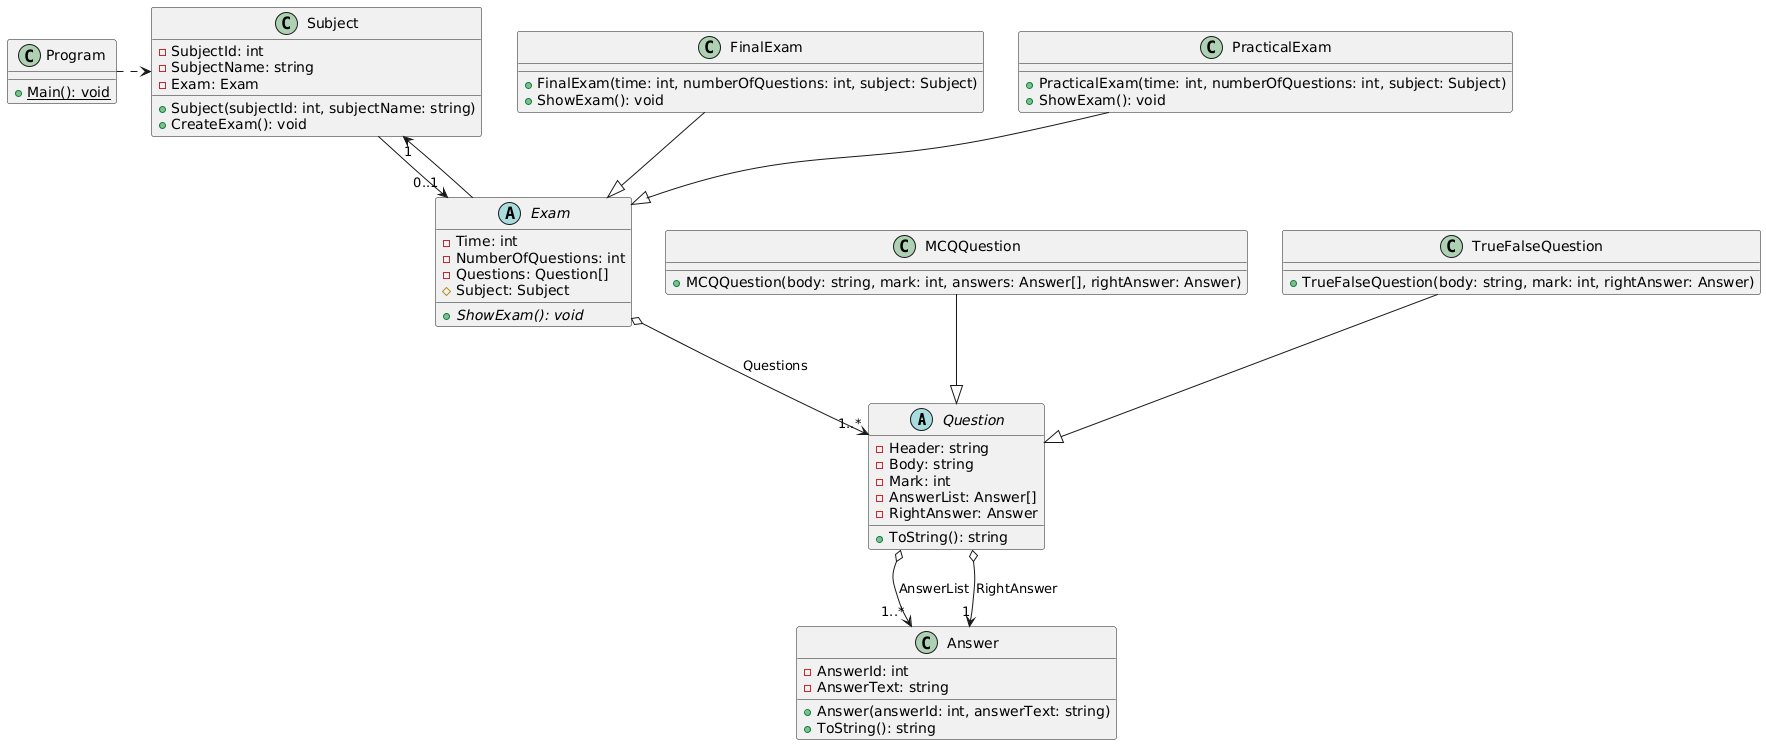 Program
Main(): void
Subject
SubjectId: int
SubjectName: string
Exam: Exam
Subject(subjectId: int, subjectName: string)
CreateExam(): void
FinalExam
FinalExam(time: int, numberOfQuestions: int, subject: Subject)
ShowExam(): void
PracticalExam
PracticalExam(time: int, numberOfQuestions: int, subject: Subject)
ShowExam(): void
1
0..1
Exam
Time: int
NumberOfQuestions: int
Questions: Question[]
Subject: Subject
ShowExam(): void
MCQQuestion
MCQQuestion(body: string, mark: int, answers: Answer[], rightAnswer: Answer)
TrueFalseQuestion
TrueFalseQuestion(body: string, mark: int, rightAnswer: Answer)
Questions
1..*
Question
Header: string
Body: string
Mark: int
AnswerList: Answer[]
RightAnswer: Answer
ToString(): string
AnswerList
RightAnswer
1..*
1
Answer
AnswerId: int
AnswerText: string
Answer(answerId: int, answerText: string)
ToString(): string